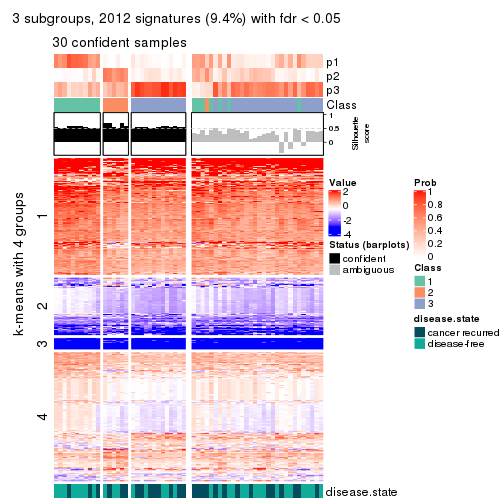 3 subgroups, 2012 signatures (9.4%) with fdr < 0.05
30 confident samples
p1
p2
p3
Class
1
0.5
0
Silhouette
score
k-means with 4 groups
1
2
3
4
disease.state
Value
2
0
-2
-4
Status (barplots)
confident
ambiguous
Prob
1
0.8
0.6
0.4
0.2
0
Class
1
2
3
disease.state
cancer recurred
disease-free